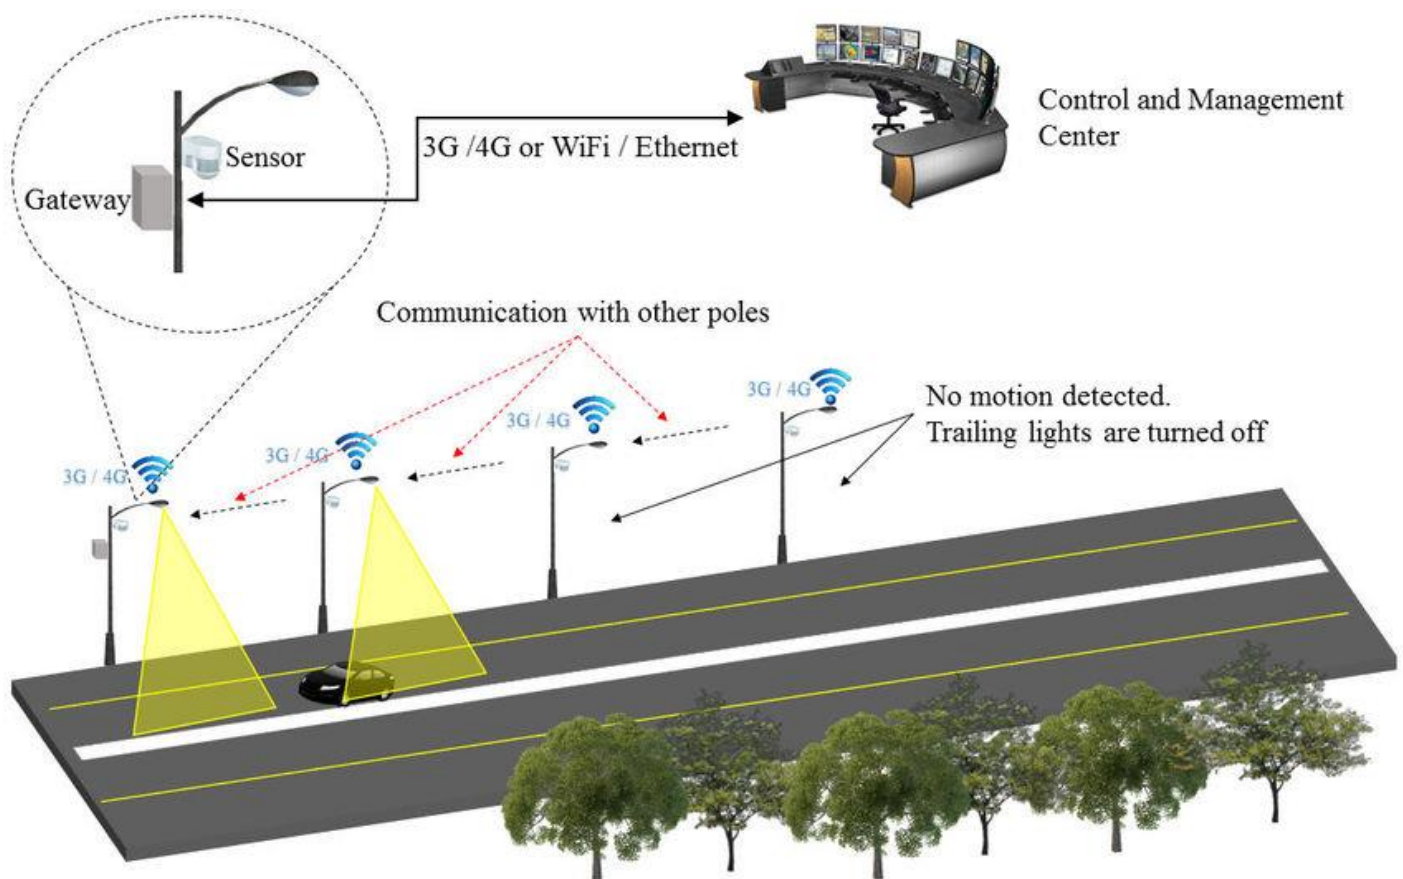 Sensor
Gateway
3G /4G or WiFi / Ethernet
Control and Management
Center
Communication with other poles
3G / 4G
3G / 4G
3G / 4G
3G / 4G
No motion detected.
Trailing lights are turned off